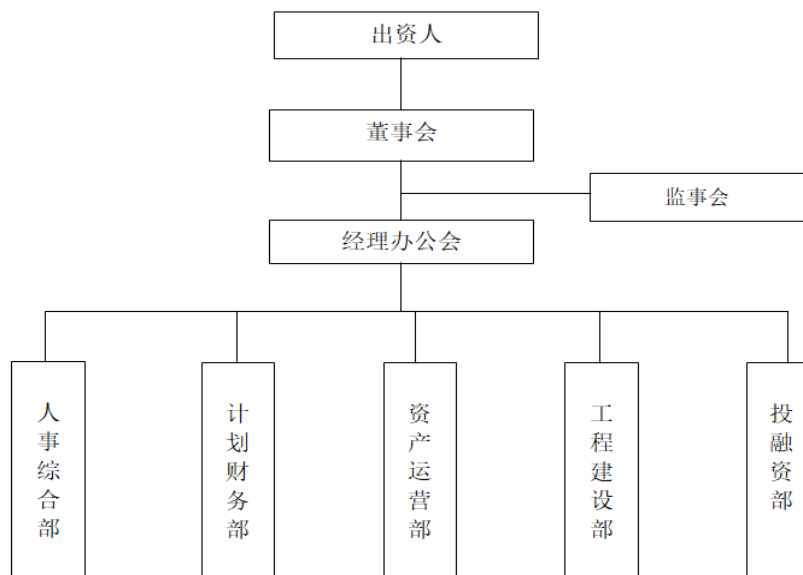 出资人
董事会
监事会
经理办公会
人事综合部
计划财务部
资产运营部
工程建设部
投融资部